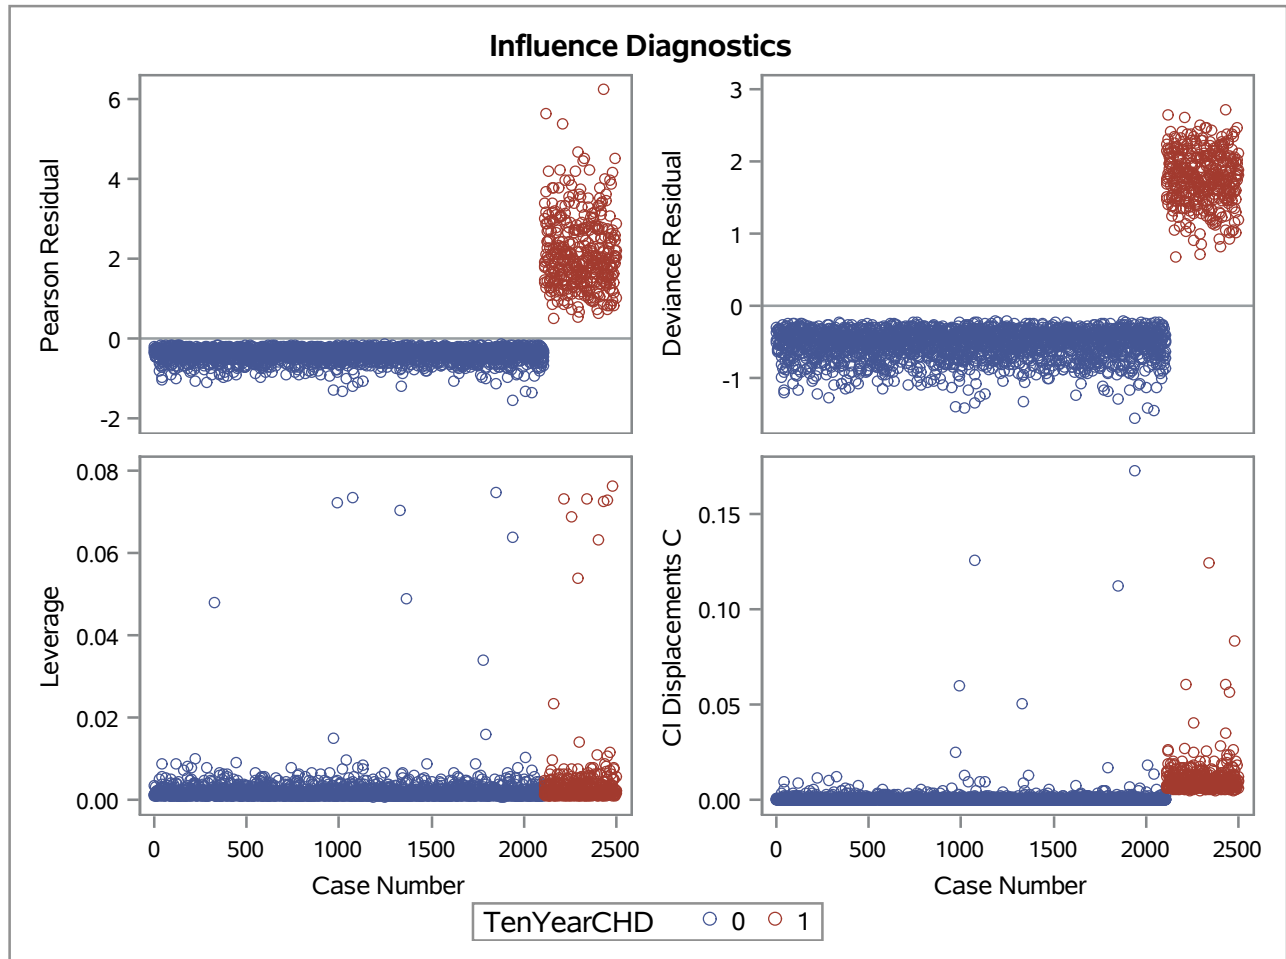 Influence Diagnostics
Pearson Residual
6
4
2
0
-2
Deviance Residual
3
2
1
0
-1
Leverage
0.08
0.06
0.04
0.02
0.00
0 500 1000 1500 2000 2500
Case Number
CI Displacements C
0.15
0.10
0.05
0.00
0 500 1000 1500 2000 2500
Case Number
TenYearCHD 0 1